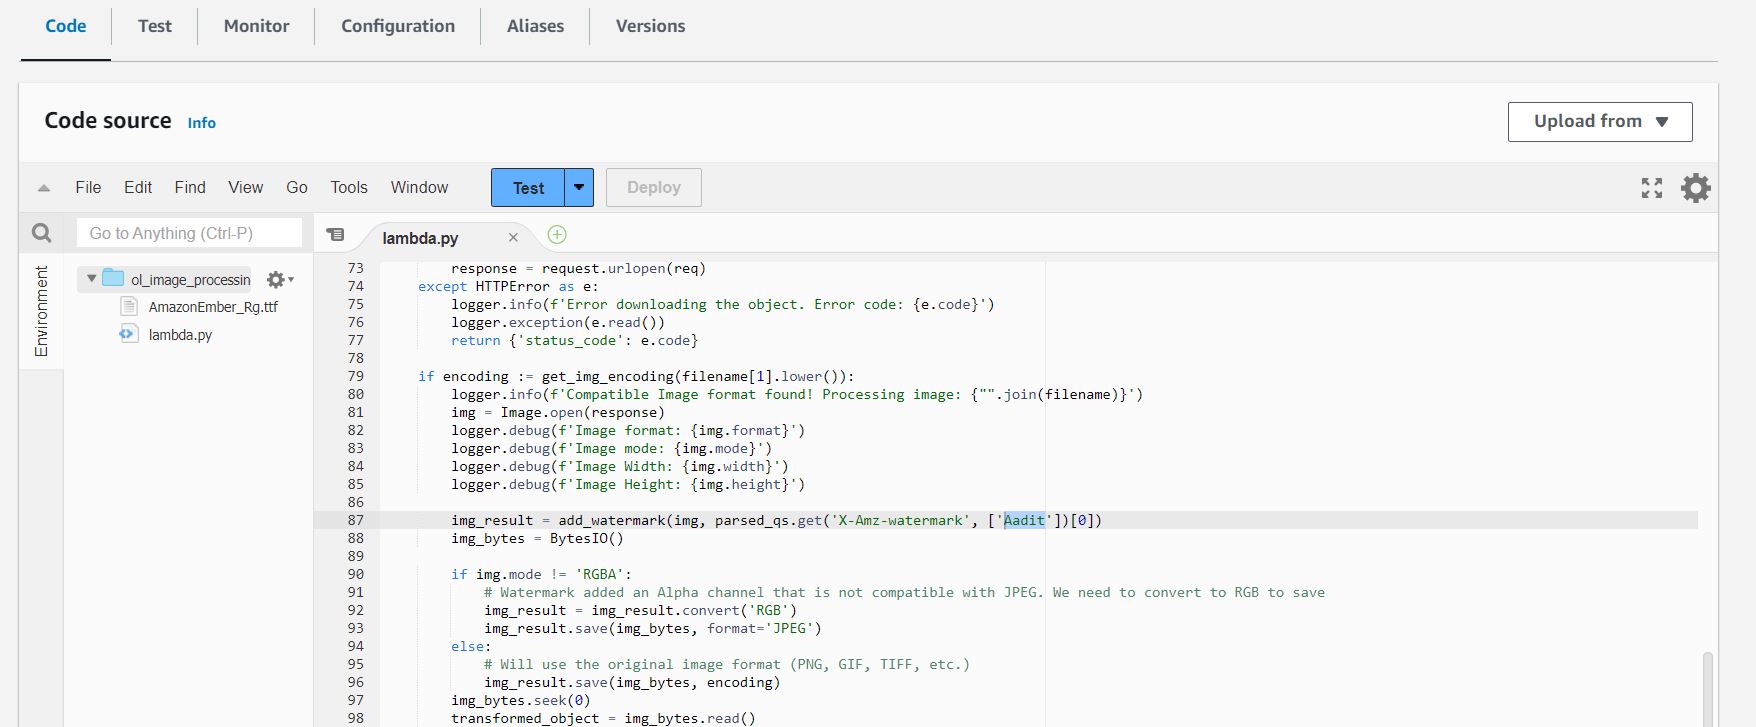 Code Test Monitor Configuration Aliases Versions
Code source Info
Upload from
File Edit Find View Go Tools Window Test Deploy
Go to Anything (Ctrl-P)
lambda.py
Environment
ol_image_processin
AmazonEmber_Rg.ttf
lambda.py
73 response = request.urlopen(req)
74 except HTTPError as e:
75 logger.info(f'Error downloading the object. Error code: {e.code}')
76 logger.exception(e.read())
77 return {'status_code': e.code}
78
79 if encoding := get_img_encoding(filename[1].lower()):
80 logger.info(f'Compatible Image format found! Processing image: {"".join(filename)}')
81 img = Image.open(response)
82 logger.debug(f'Image format: {img.format}')
83 logger.debug(f'Image mode: {img.mode}')
84 logger.debug(f'Image Width: {img.width}')
85 logger.debug(f'Image Height: {img.height}')
86
87 img_result = add_watermark(img, parsed_qs.get('X-Amz-watermark', ['Aadit'])[0])
88 img_bytes = BytesIO()
89
90 if img.mode != 'RGBA':
91 # Watermark added an Alpha channel that is not compatible with JPEG. We need to convert to RGB to save
92 img_result = img_result.convert('RGB')
93 img_result.save(img_bytes, format='JPEG')
94 else:
95 # Will use the original image format (PNG, GIF, TIFF, etc.)
96 img_result.save(img_bytes, encoding)
97 img_bytes.seek(0)
98 transformed_object = img_bytes.read()